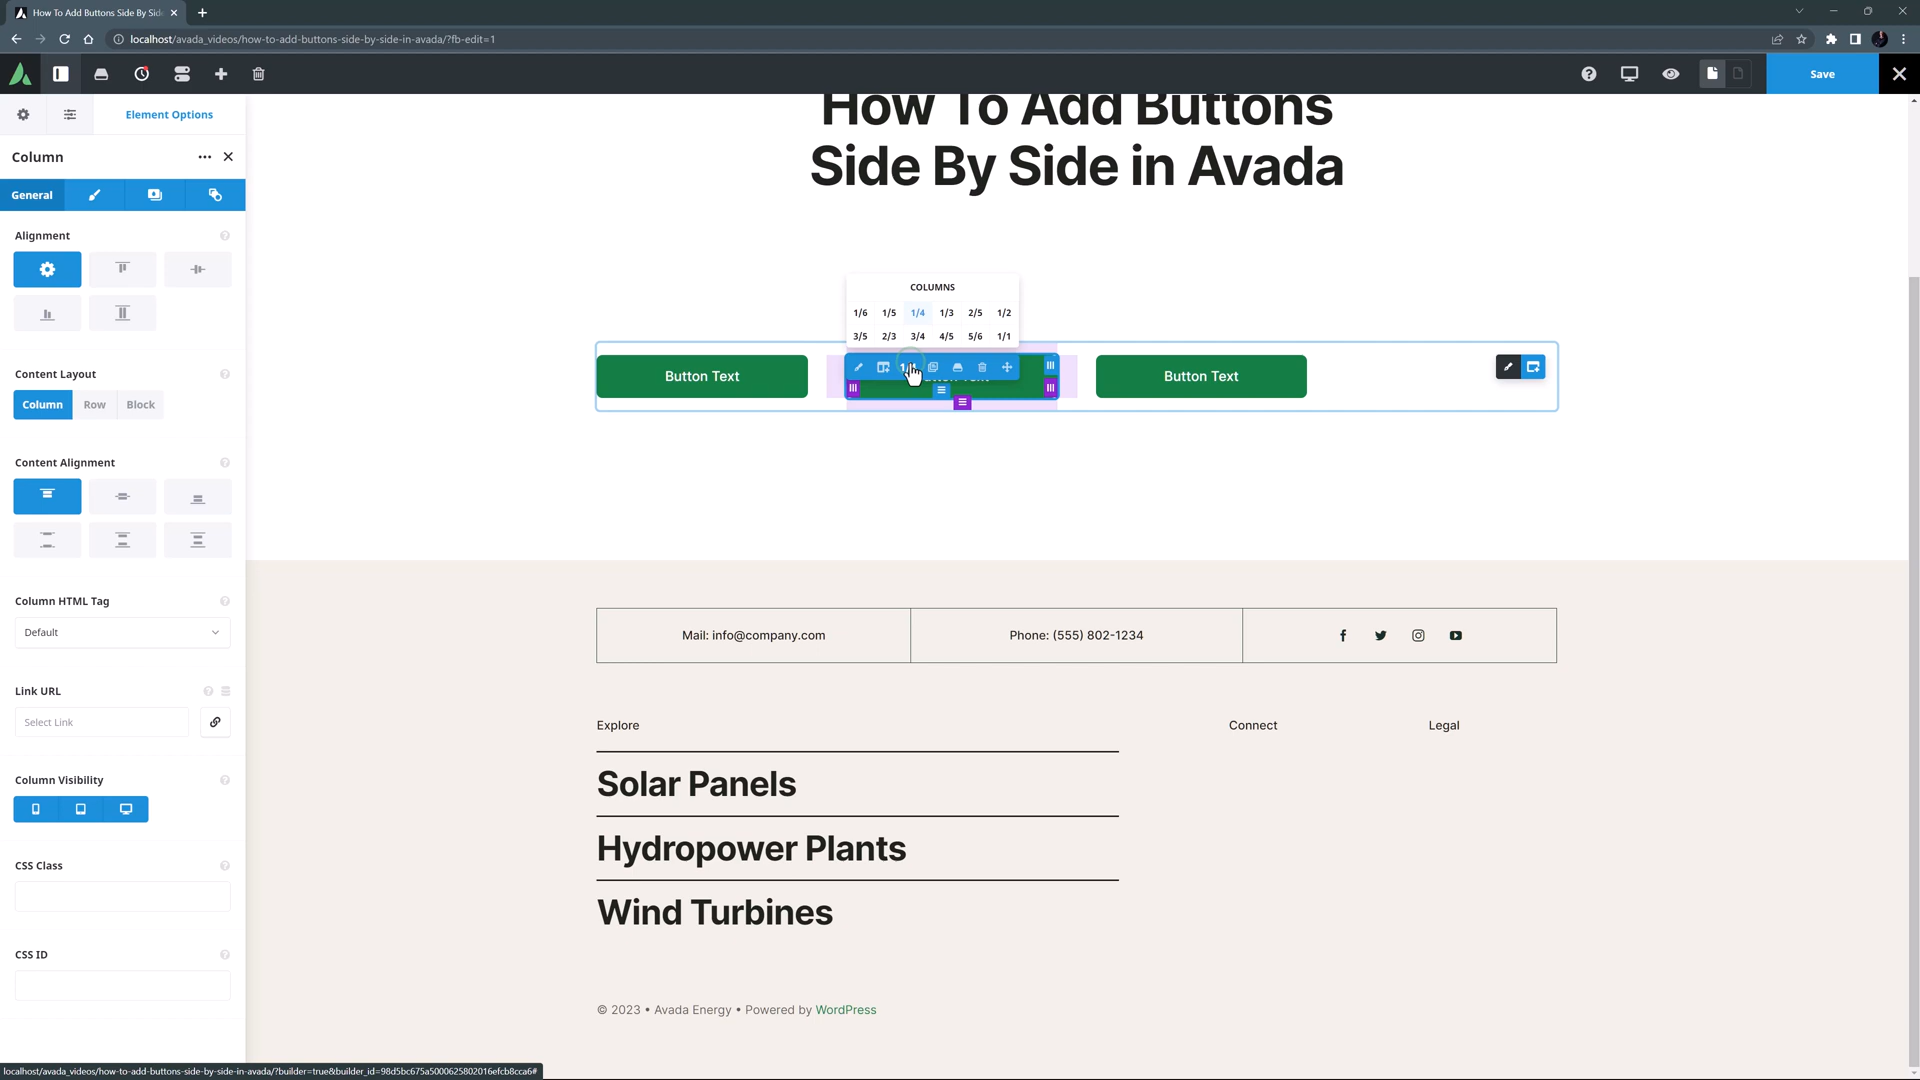 How To Add Buttons Side By Sid
localhost/avada_videos/how-to-add-buttons-side-by-side-in-avada/?fb-edit=1
Save
Element Options
Column
General
Alignment
Content Layout
Column Row Block
Content Alignment
Column HTML Tag
Default
Link URL
Select Link
Column Visibility
CSS Class
CSS ID
How To Add Buttons
Side By Side in Avada
COLUMNS
1/6 1/5 1/4 1/3 2/5 1/2
3/5 2/3 3/4 4/5 5/6 1/1
Button Text
Button Text
Mail: info@company.com
Phone: (555) 802-1234
Explore
Connect
Legal
Solar Panels
Hydropower Plants
Wind Turbines
© 2023 • Avada Energy • Powered by WordPress
localhost/avada_videos/how-to-add-buttons-side-by-side-in-avada/?builder=true&builder_id=98d5bc675a5000625802016efcb8cca6#